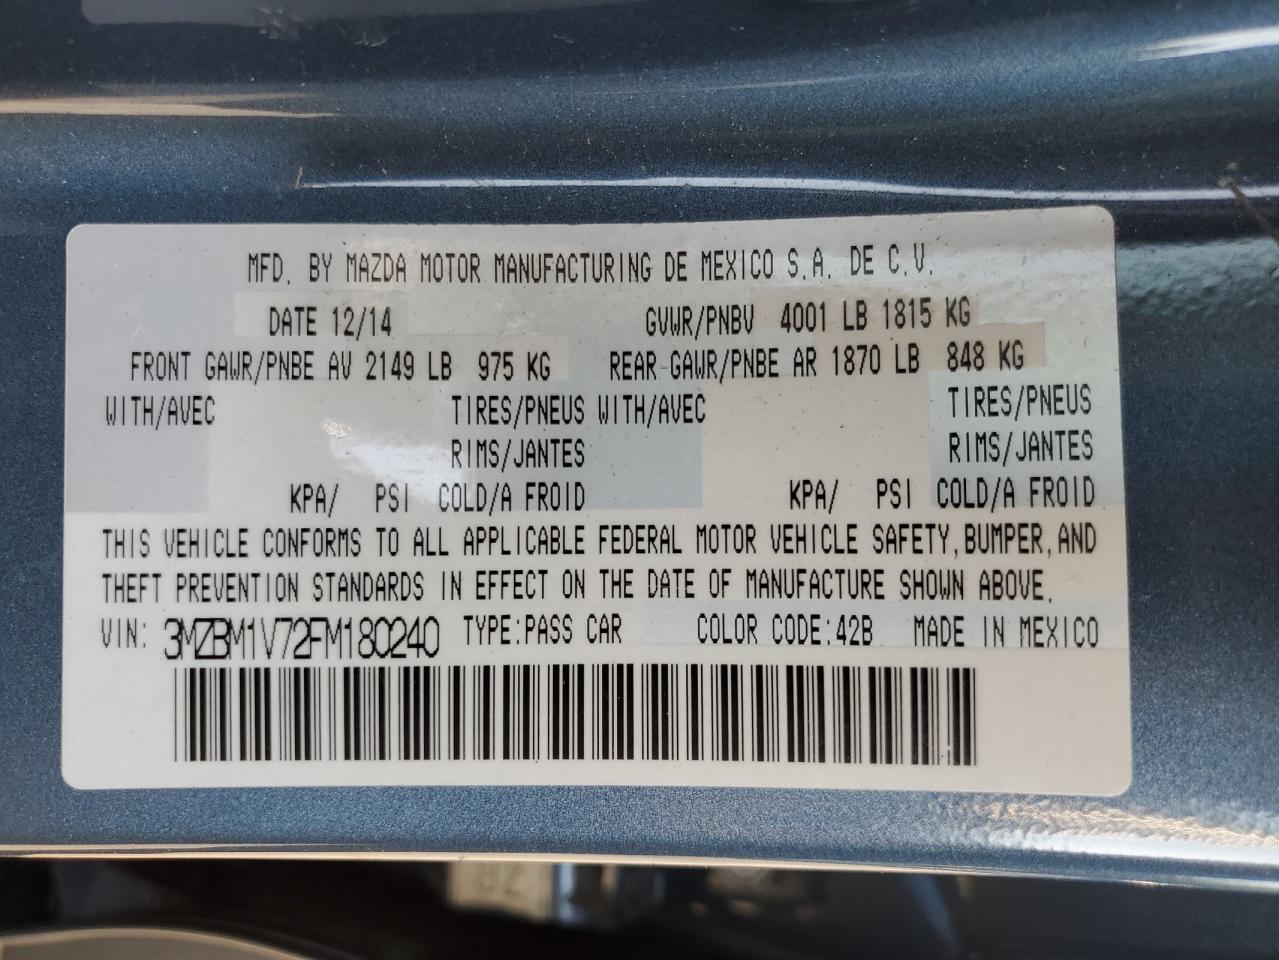 MFD. BY MAZDA MOTOR MANUFACTURING DE MEXICO S.A. DE C.V.
DATE 12/14 GVWR/PNBV 4001 LB 1815 KG
FRONT GAWR/PNBE AV 2149 LB 975 KG REAR GAWR/PNBE AR 1870 LB 848 KG
WITH/AVEC TIRES/PNEUS WITH/AVEC TIRES/PNEUS
RIMS/JANTES RIMS/JANTES
KPA/ PSI COLD/A FROID KPA/ PSI COLD/A FROID
THIS VEHICLE CONFORMS TO ALL APPLICABLE FEDERAL MOTOR VEHICLE SAFETY, BUMPER, AND
THEFT PREVENTION STANDARDS IN EFFECT ON THE DATE OF MANUFACTURE SHOWN ABOVE.
VIN: 3MZBM1V72FM180240 TYPE:PASS CAR COLOR CODE:42B MADE IN MEXICO